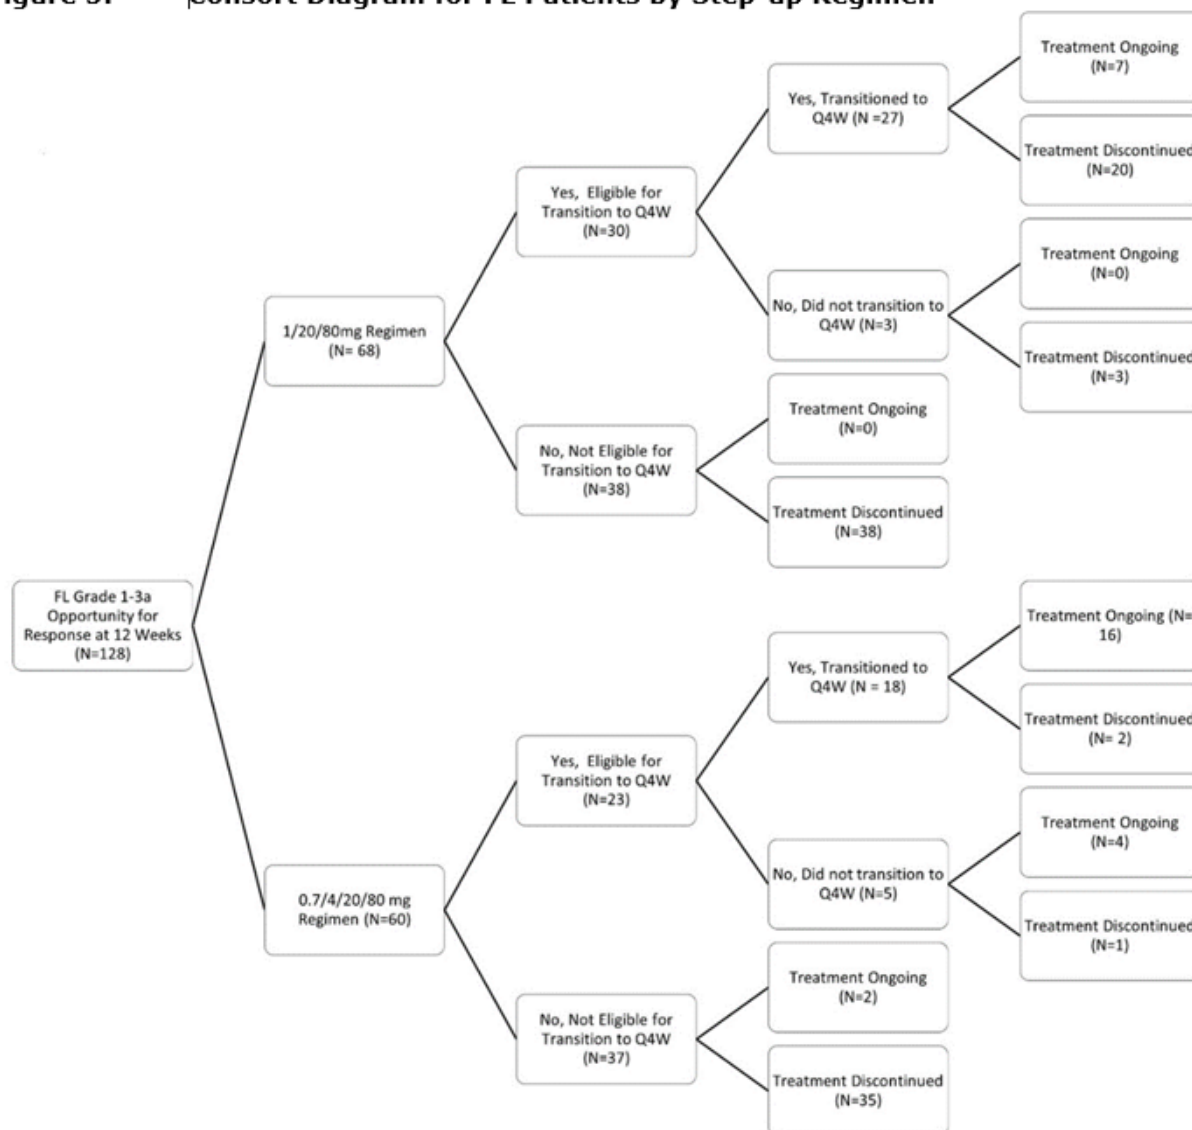 Figure 5. Consort Diagram for FL Patients by Step-up Regimen
Treatment Ongoing
(N=7)
Yes, Transitioned to
Q4W (N =27)
Treatment Discontinued
(N=20)
Yes, Eligible for
Transition to Q4W
(N=30)
Treatment Ongoing
(N=0)
No, Did not transition to
Q4W (N=3)
1/20/80mg Regimen
(N= 68)
Treatment Discontinued
(N=3)
Treatment Ongoing
(N=0)
No, Not Eligible for
Transition to Q4W
(N=38)
Treatment Discontinued
(N=38)
FL Grade 1-3a
Opportunity for
Response at 12 Weeks
(N=128)
Treatment Ongoing (N=
16)
Yes, Transitioned to
Q4W (N = 18)
Treatment Discontinued
(N= 2)
Yes, Eligible for
Transition to Q4W
(N=23)
Treatment Ongoing
(N=4)
No, Did not transition to
Q4W (N=5)
0.7/4/20/80 mg
Regimen (N=60)
Treatment Discontinued
(N=1)
Treatment Ongoing
(N=2)
No, Not Eligible for
Transition to Q4W
(N=37)
Treatment Discontinued
(N=35)